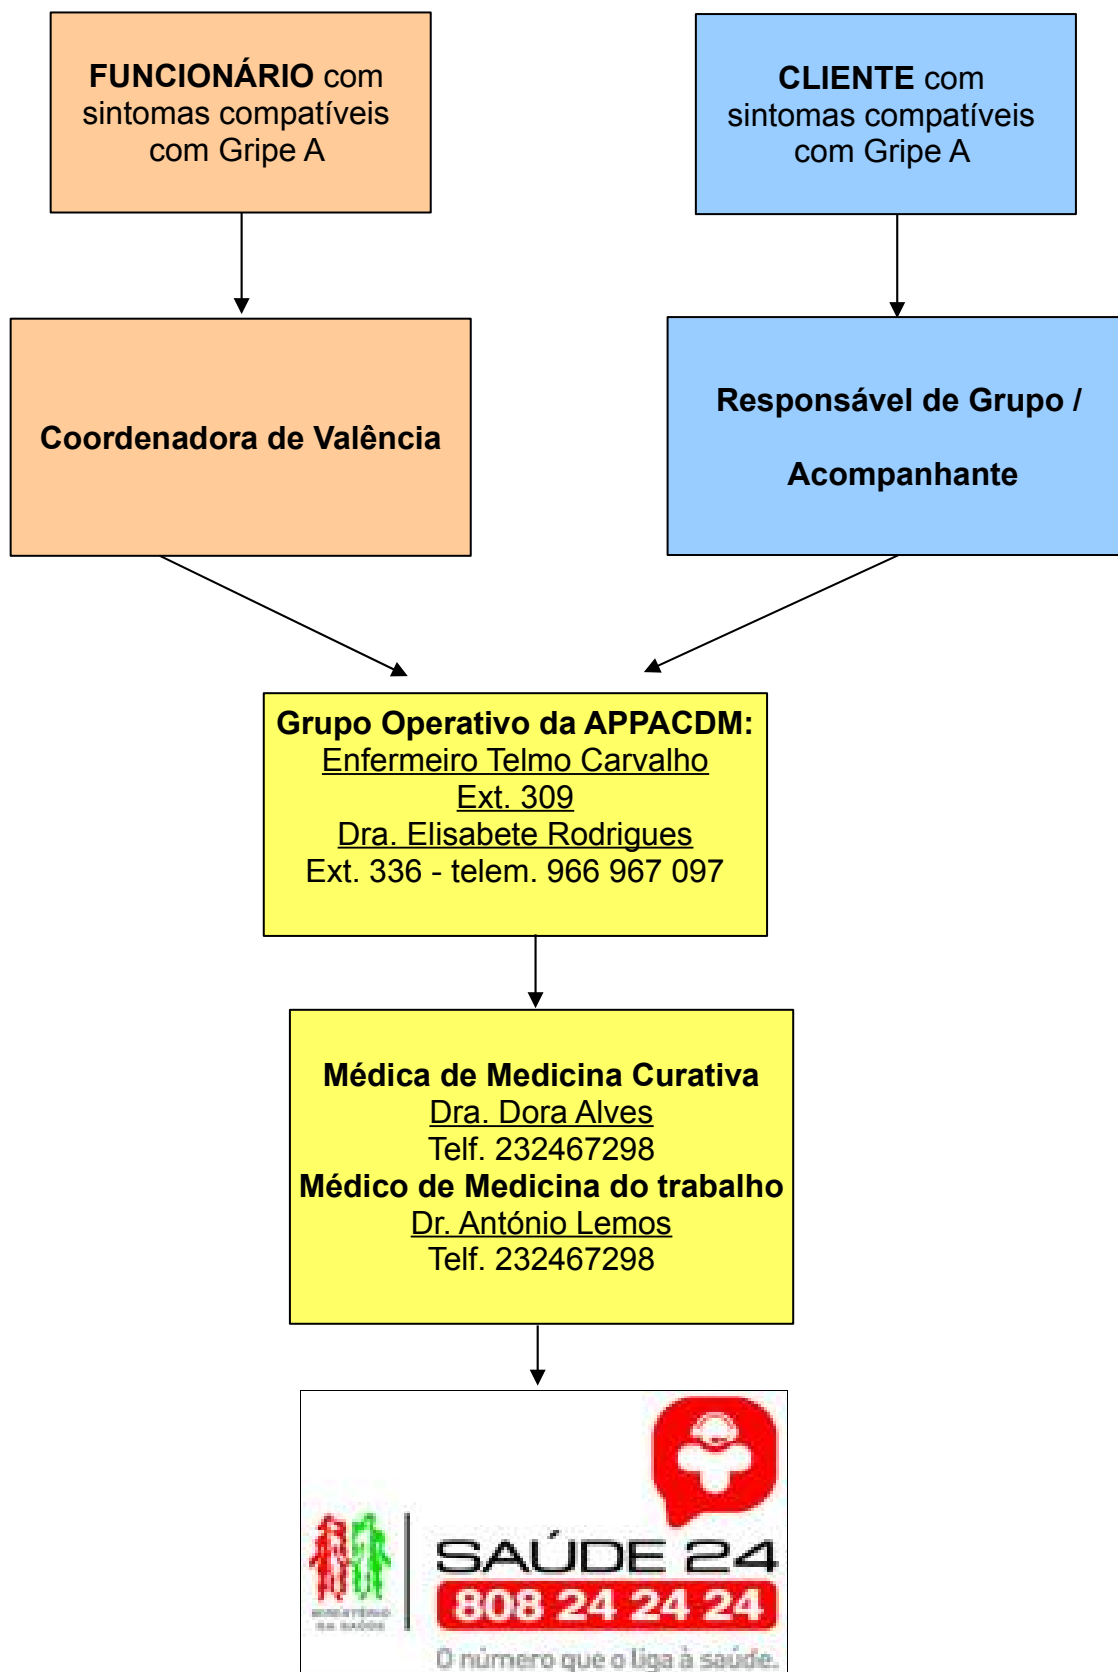 FUNCIONÁRIO com
sintomas compatíveis
com Gripe A
CLIENTE com
sintomas compatíveis
com Gripe A
Coordenadora de Valência
Responsável de Grupo /
Acompanhante
Grupo Operativo da APPACDM:
Enfermeiro Telmo Carvalho
Ext. 309
Dra. Elisabete Rodrigues
Ext. 336 - telem. 966 967 097
Médica de Medicina Curativa
Dra. Dora Alves
Telf. 232467298
Médico de Medicina do trabalho
Dr. António Lemos
Telf. 232467298
MINISTÉRIO
DA SAÚDE
SAÚDE 24
808 24 24 24
O número que o liga à saúde.